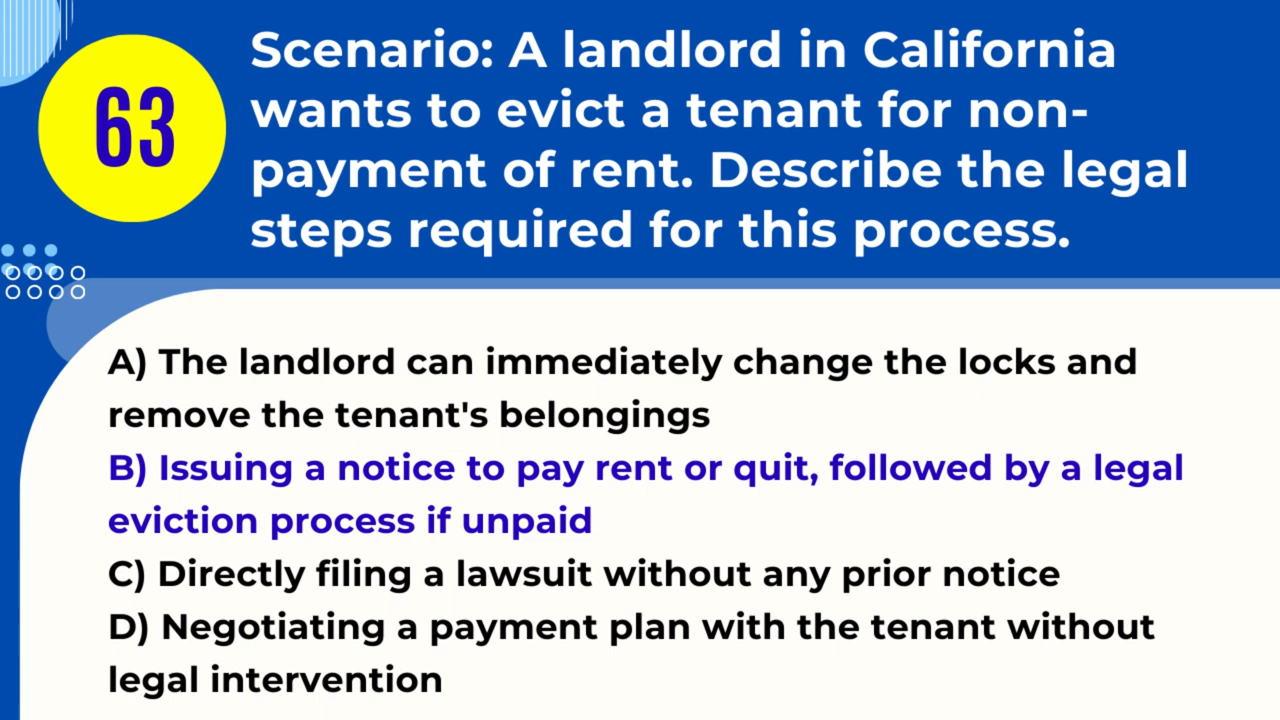 63
Scenario: A landlord in California
wants to evict a tenant for non-
payment of rent. Describe the legal
steps required for this process.
A) The landlord can immediately change the locks and
remove the tenant's belongings
B) Issuing a notice to pay rent or quit, followed by a legal
eviction process if unpaid
C) Directly filing a lawsuit without any prior notice
D) Negotiating a payment plan with the tenant without
legal intervention